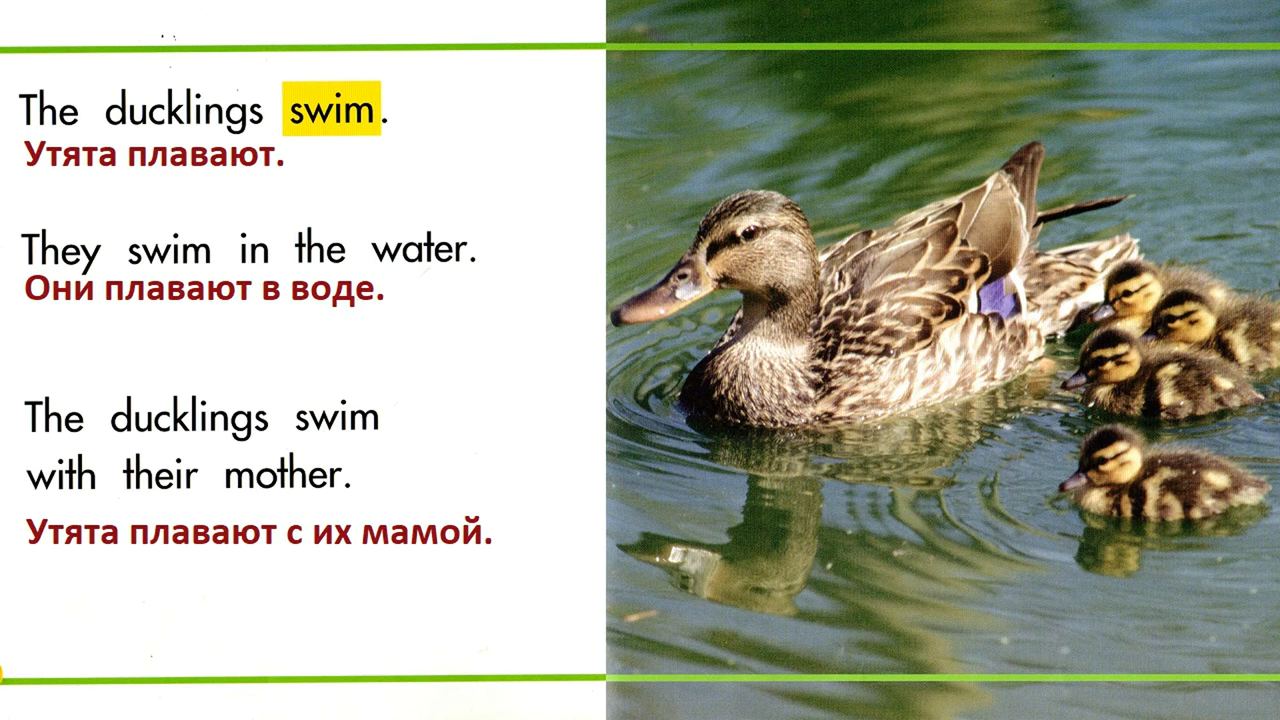 The ducklings swim.
Утята плавают.
They swim in the water.
Они плавают в воде.
The ducklings swim
with their mother.
Утята плавают с их мамой.